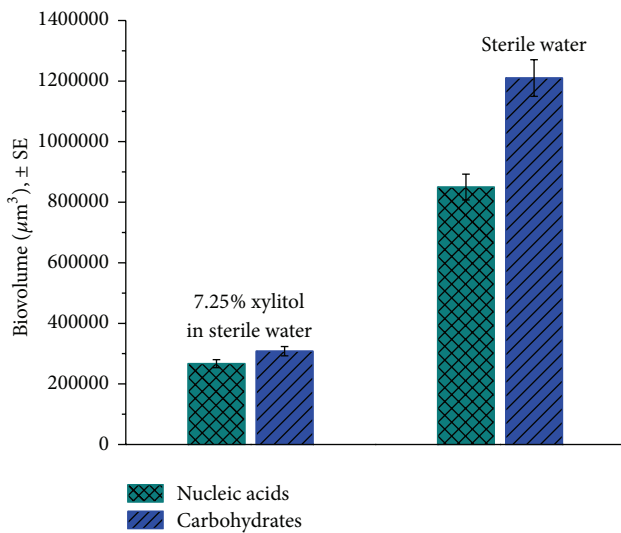 1400000
Sterile water
1200000
1000000
800000
600000
7.25% xylitol
400000
in sterile water
200000
0
Biovolume (μm³), ± SE
Nucleic acids
Carbohydrates